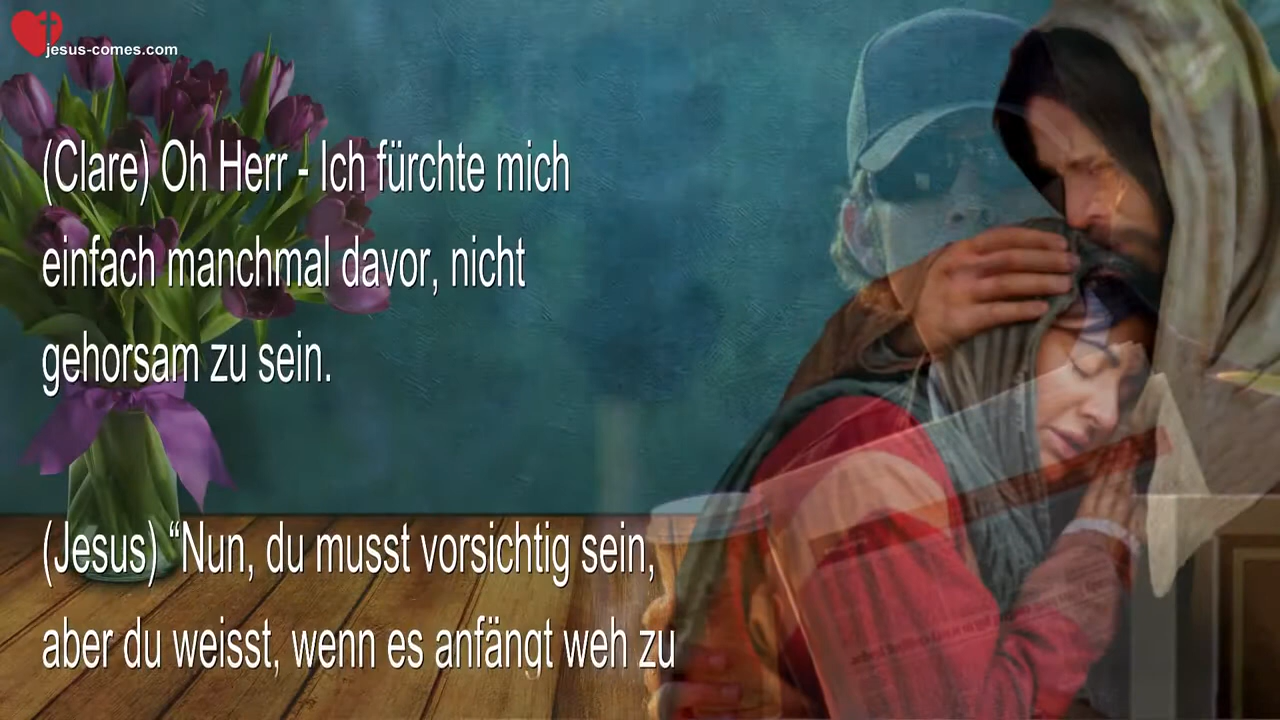 jesus-comes.com
(Clare) Oh Herr - Ich fürchte mich
einfach manchmal davor, nicht
gehorsam zu sein.
(Jesus) “Nun, du musst vorsichtig sein,
aber du weisst, wenn es anfängt weh zu